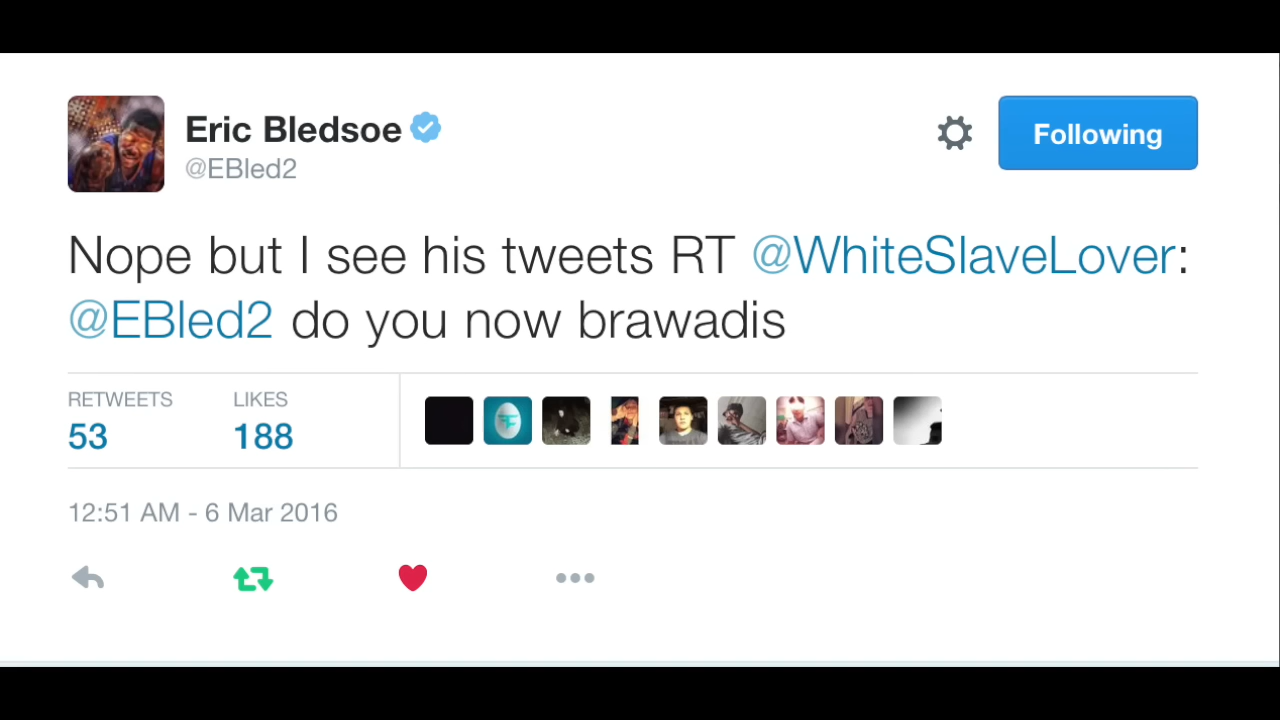 Eric Bledsoe
@EBled2
Following
Nope but I see his tweets RT @WhiteSlaveLover:
@EBled2 do you now brawadis
RETWEETS LIKES
53 188
12:51 AM - 6 Mar 2016